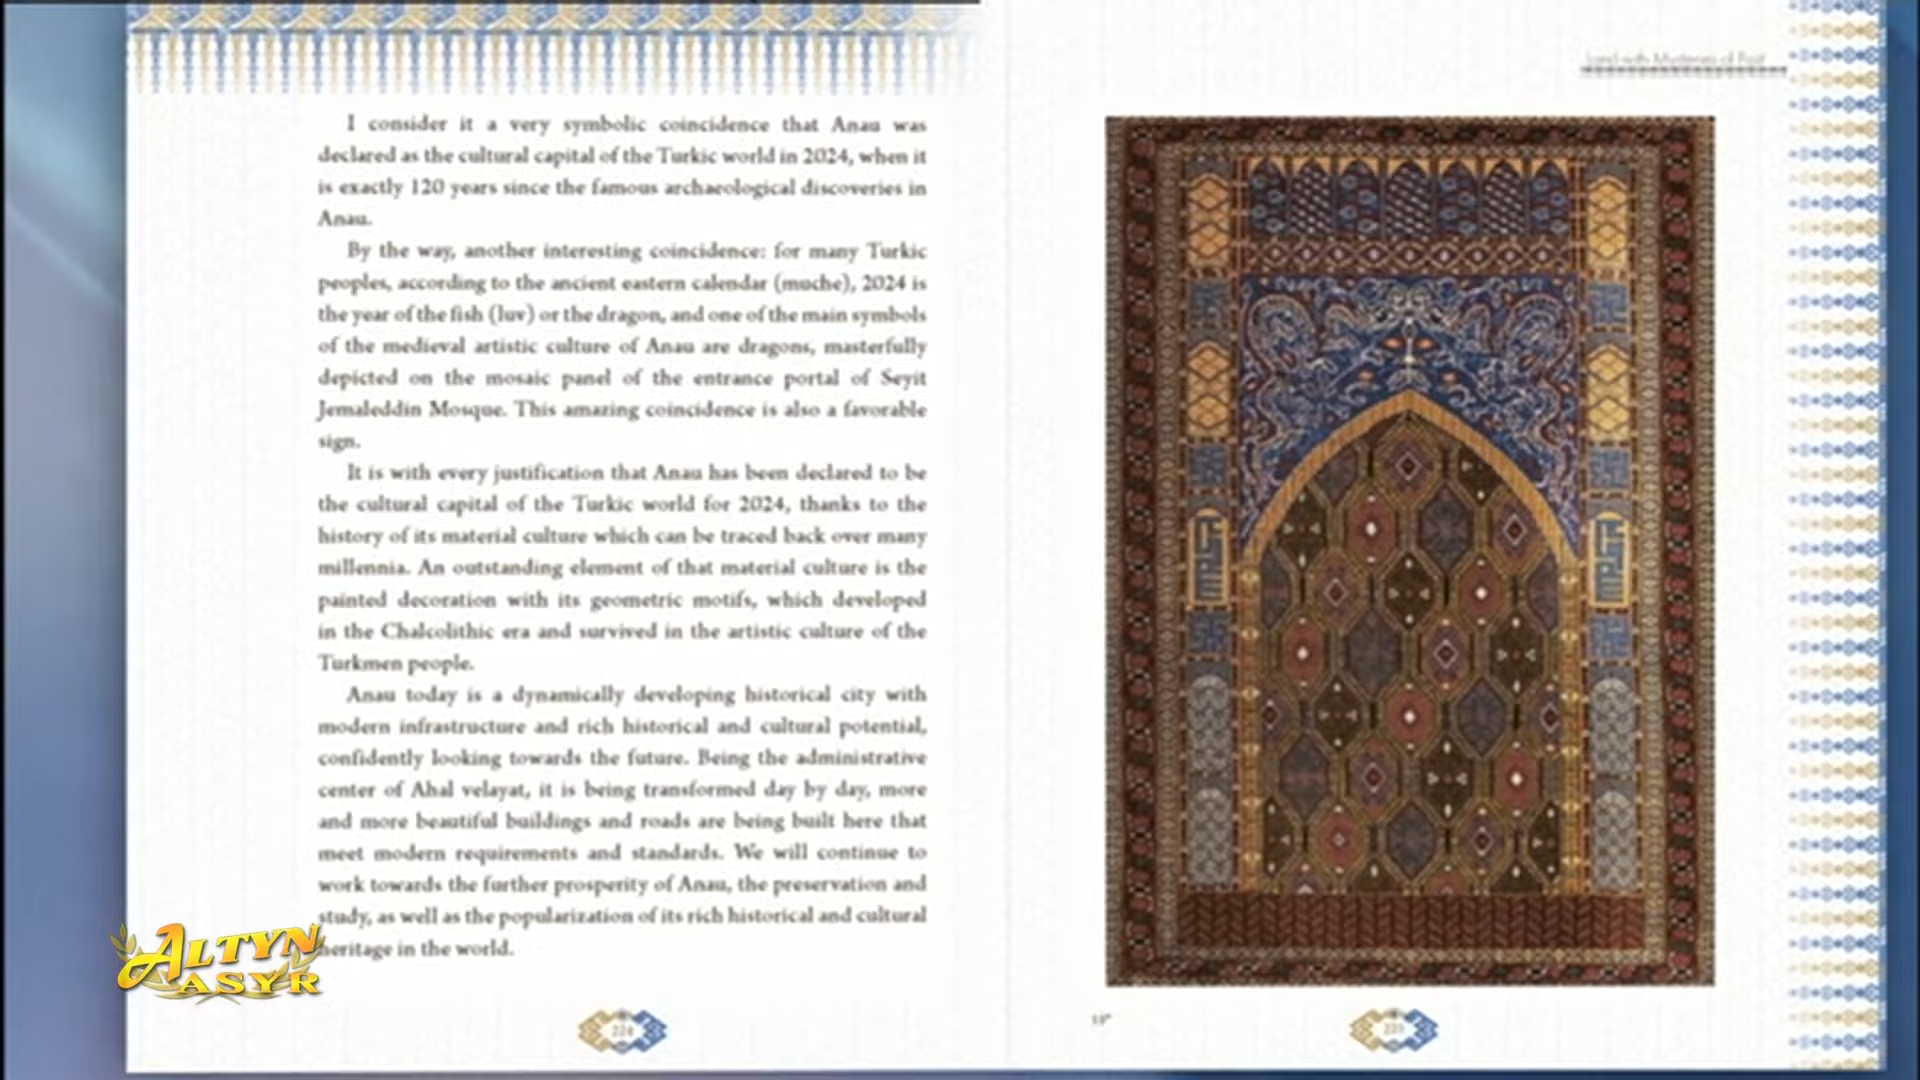 Land with Mysteries of Past
I consider it a very symbolic coincidence that Anau was
declared as the cultural capital of the Turkic world in 2024, when it
is exactly 120 years since the famous archaeological discoveries in
Anau.
By the way, another interesting coincidence: for many Turkic
peoples, according to the ancient eastern calendar (muche), 2024 is
the year of the fish (luv) or the dragon, and one of the main symbols
of the medieval artistic culture of Anau are dragons, masterfully
depicted on the mosaic panel of the entrance portal of Seyit
Jemaleddin Mosque. This amazing coincidence is also a favorable
sign.
It is with every justification that Anau has been declared to be
the cultural capital of the Turkic world for 2024, thanks to the
history of its material culture which can be traced back over many
millennia. An outstanding element of that material culture is the
painted decoration with its geometric motifs, which developed
in the Chalcolithic era and survived in the artistic culture of the
Turkmen people.
Anau today is a dynamically developing historical city with
modern infrastructure and rich historical and cultural potential,
confidently looking towards the future. Being the administrative
center of Ahal velayat, it is being transformed day by day, more
and more beautiful buildings and roads are being built here that
meet modern requirements and standards. We will continue to
work towards the further prosperity of Anau, the preservation and
study, as well as the popularization of its rich historical and cultural
heritage in the world.
ALTYN
ASYR
224
225